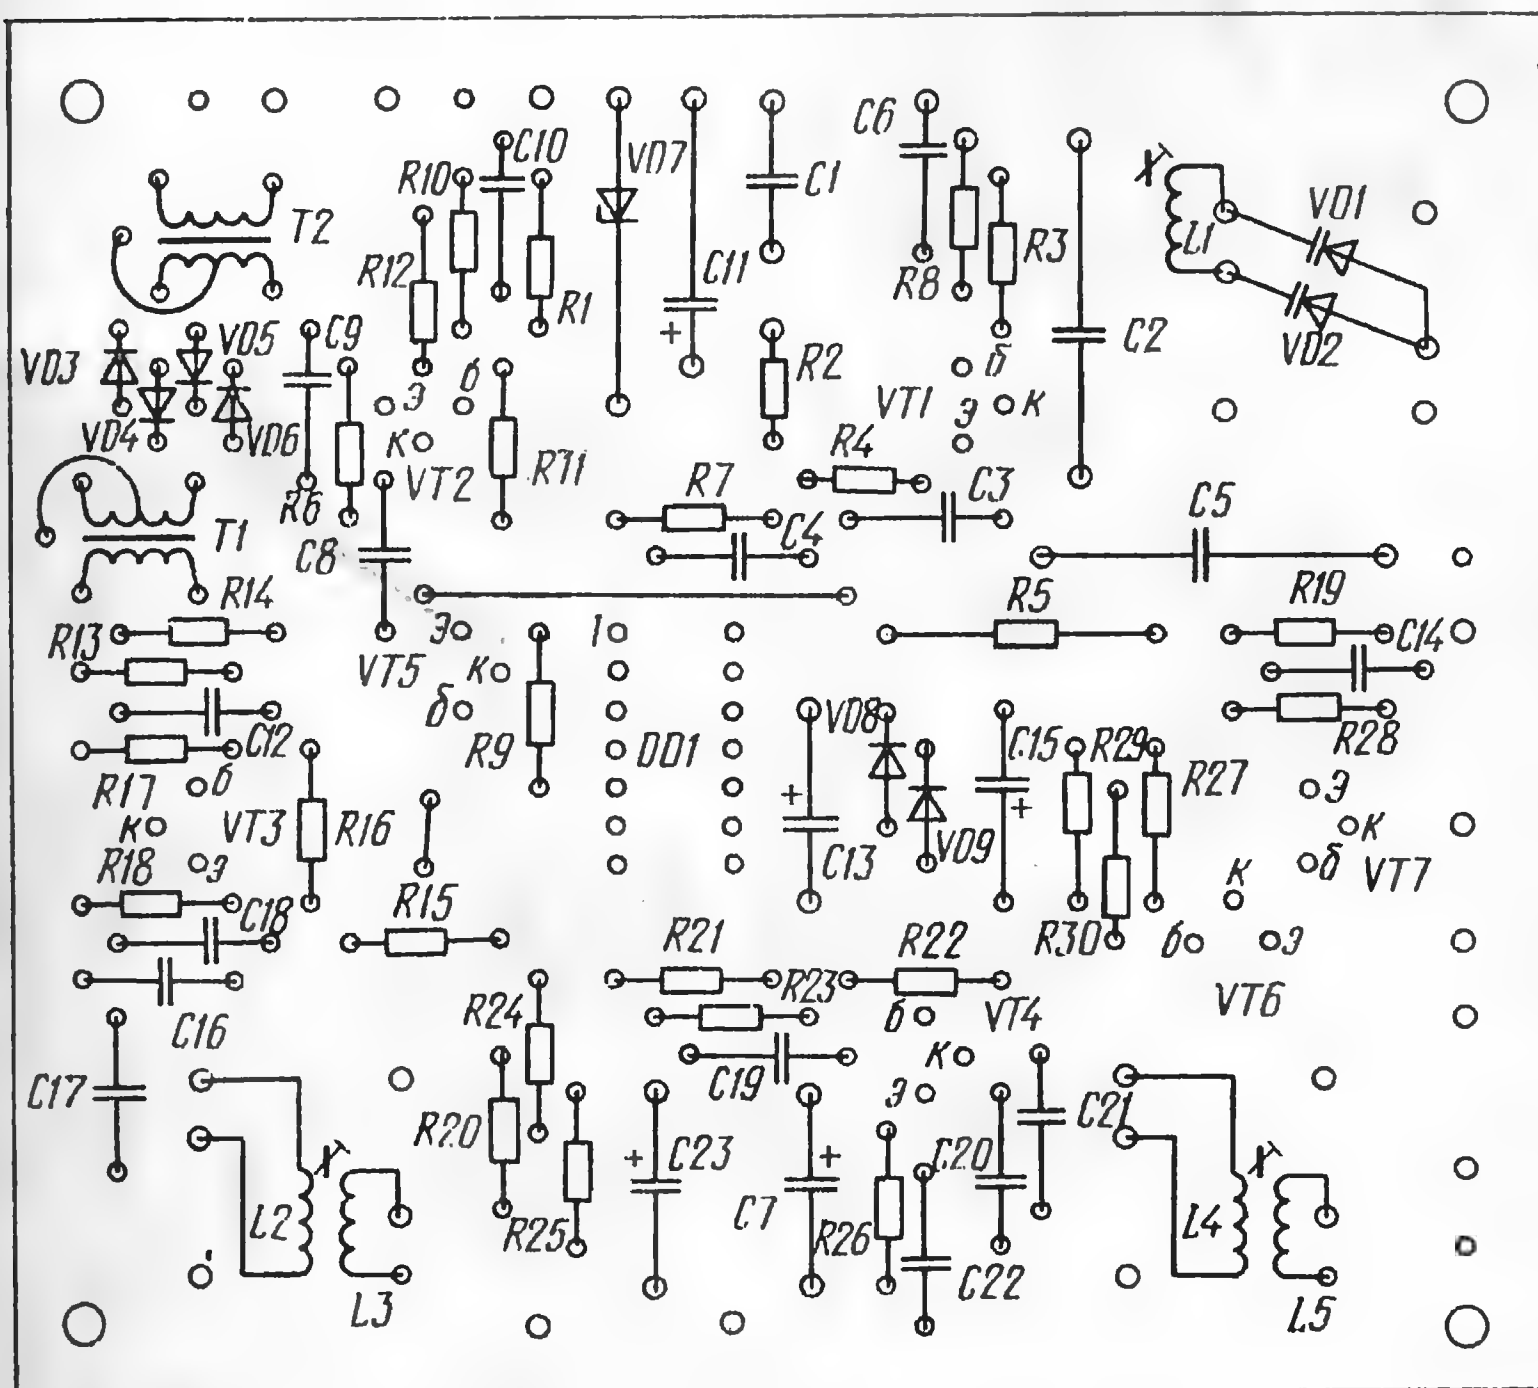 C6
C10
VD7
R10
C1
VD1
T2
L1
R3
R12
C11
R8
R1
VD5
C9
VD3
C2
VD2
R2
б
б
Э
VT1
Э
К
VD4
VD6
К
R4
VT2
R11
R7
C3
R6
C5
T1
C8
C4
R14
R5
R19
R13
Э
1
C14
VT5
К
б
VD8
C12
R9
DD1
C15
R29
R28
R17
б
+
+
R27
Э
К
VT3
R16
К
R18
Э
C13
VD9
К
б
VT7
C18
R15
R21
R22
R30
б
Э
R23
VT6
R24
б
VT4
C16
К
C17
C19
Э
C21
R20
+
C23
+
C20
L2
R25
C7
R26
L4
C22
L3
L5